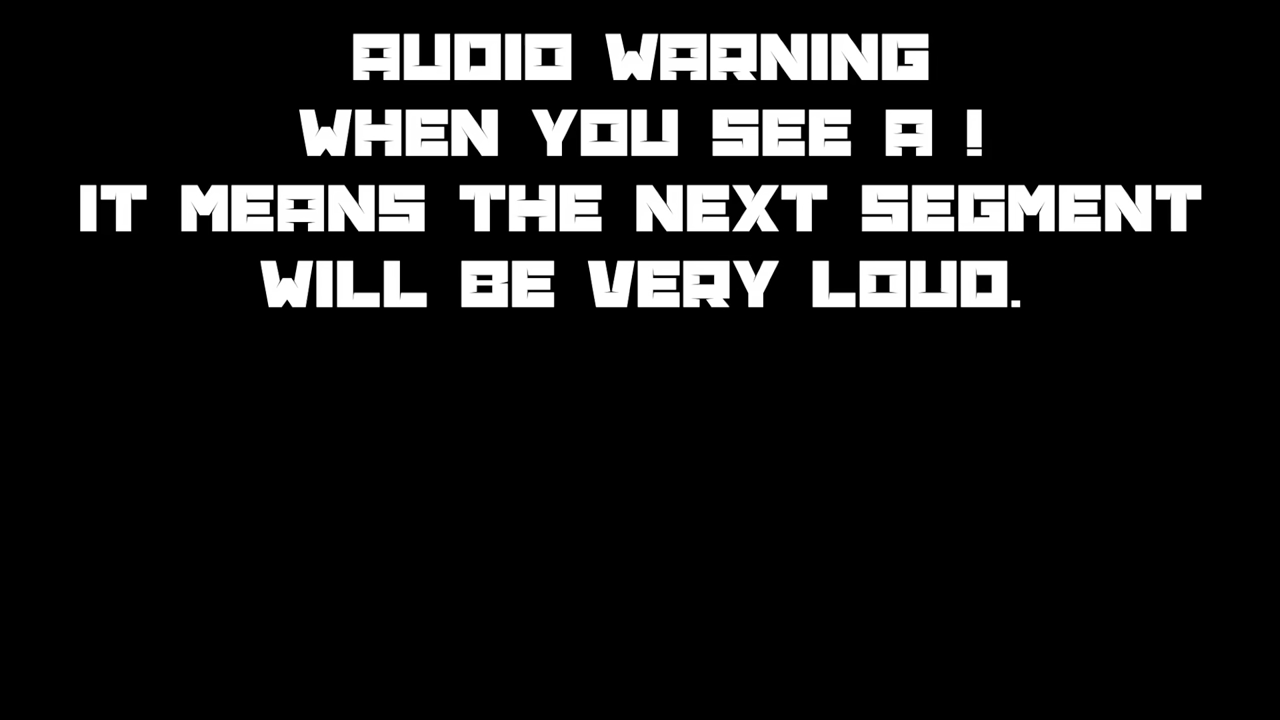 AUDIO WARNING
WHEN YOU SEE A !
IT MEANS THE NEXT SEGMENT
WILL BE VERY LOUD.